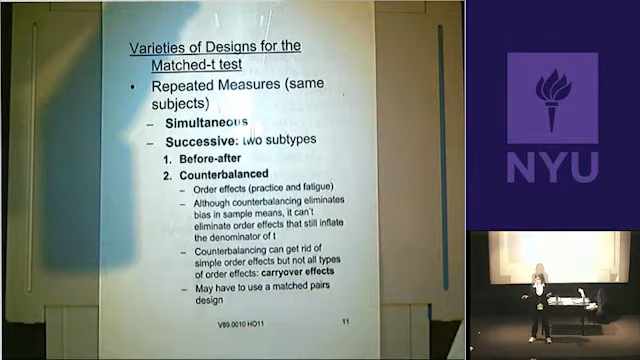 Varieties of Designs for the
Matched-t test
• Repeated Measures (same
subjects)
– Simultaneous
– Successive: two subtypes
1. Before-after
2. Counterbalanced
– Order effects (practice and fatigue)
– Although counterbalancing eliminates
bias in sample means, it can't
eliminate order effects that still inflate
the denominator of t
– Counterbalancing can get rid of
simple order effects but not all types
of order effects: carryover effects
– May have to use a matched pairs
design
V89.0010 HO11 11
NYU